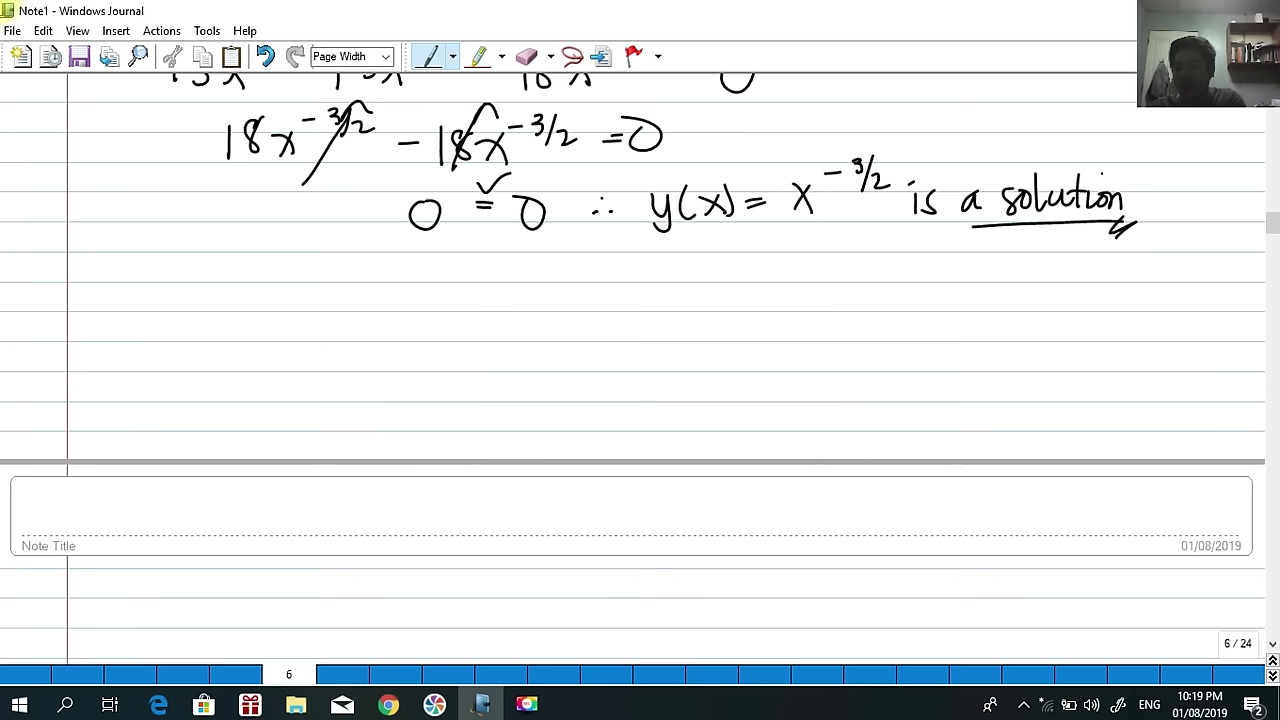 Note1 - Windows Journal
File Edit View Insert Actions Tools Help
Page Width
18x^{-3/2} - 18x^{-3/2} = 0
0 = 0 ∴ y(x) = x^{-3/2} is a solution
Note Title 01/08/2019
6 / 24
6
10:19 PM
ENG
01/08/2019
2